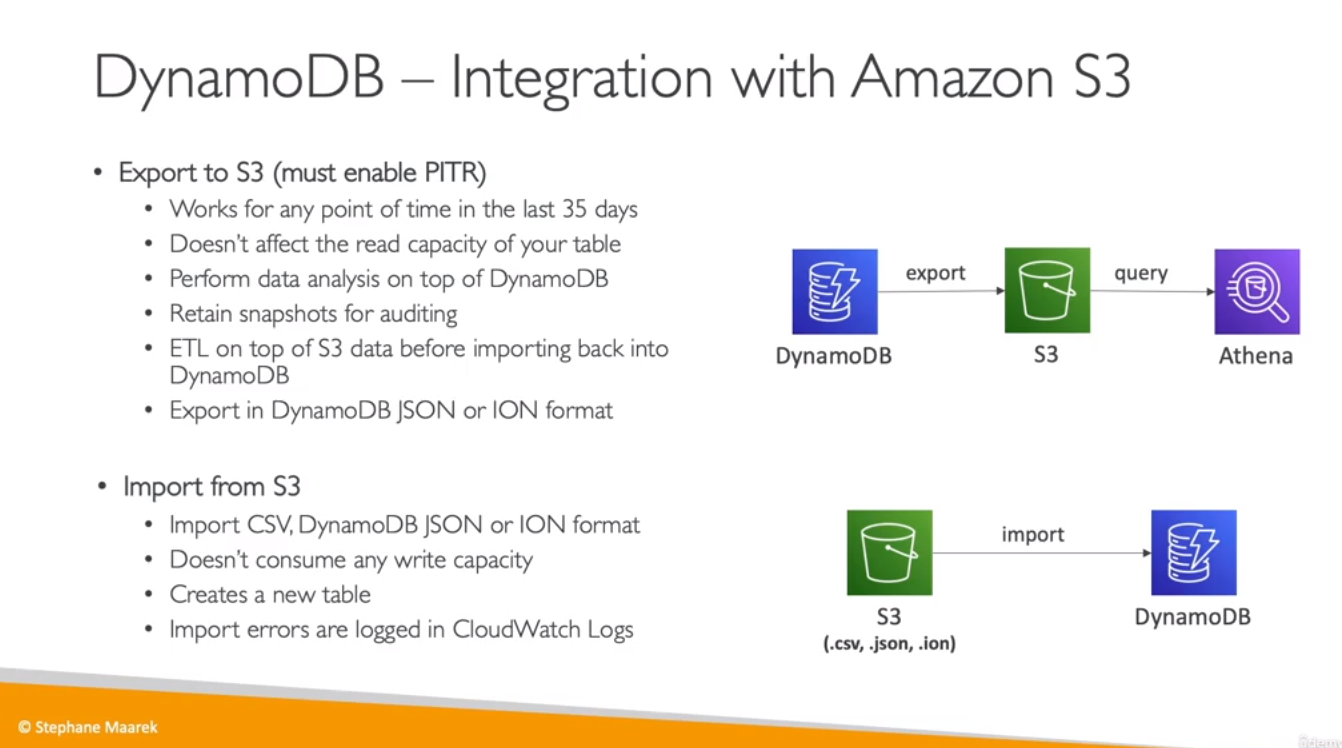 DynamoDB – Integration with Amazon S3
• Export to S3 (must enable PITR)
• Works for any point of time in the last 35 days
• Doesn't affect the read capacity of your table
• Perform data analysis on top of DynamoDB
• Retain snapshots for auditing
• ETL on top of S3 data before importing back into
DynamoDB
• Export in DynamoDB JSON or ION format
export
query
DynamoDB
S3
Athena
• Import from S3
• Import CSV, DynamoDB JSON or ION format
• Doesn't consume any write capacity
• Creates a new table
• Import errors are logged in CloudWatch Logs
import
S3
(.csv, .json, .ion)
DynamoDB
© Stephane Maarek